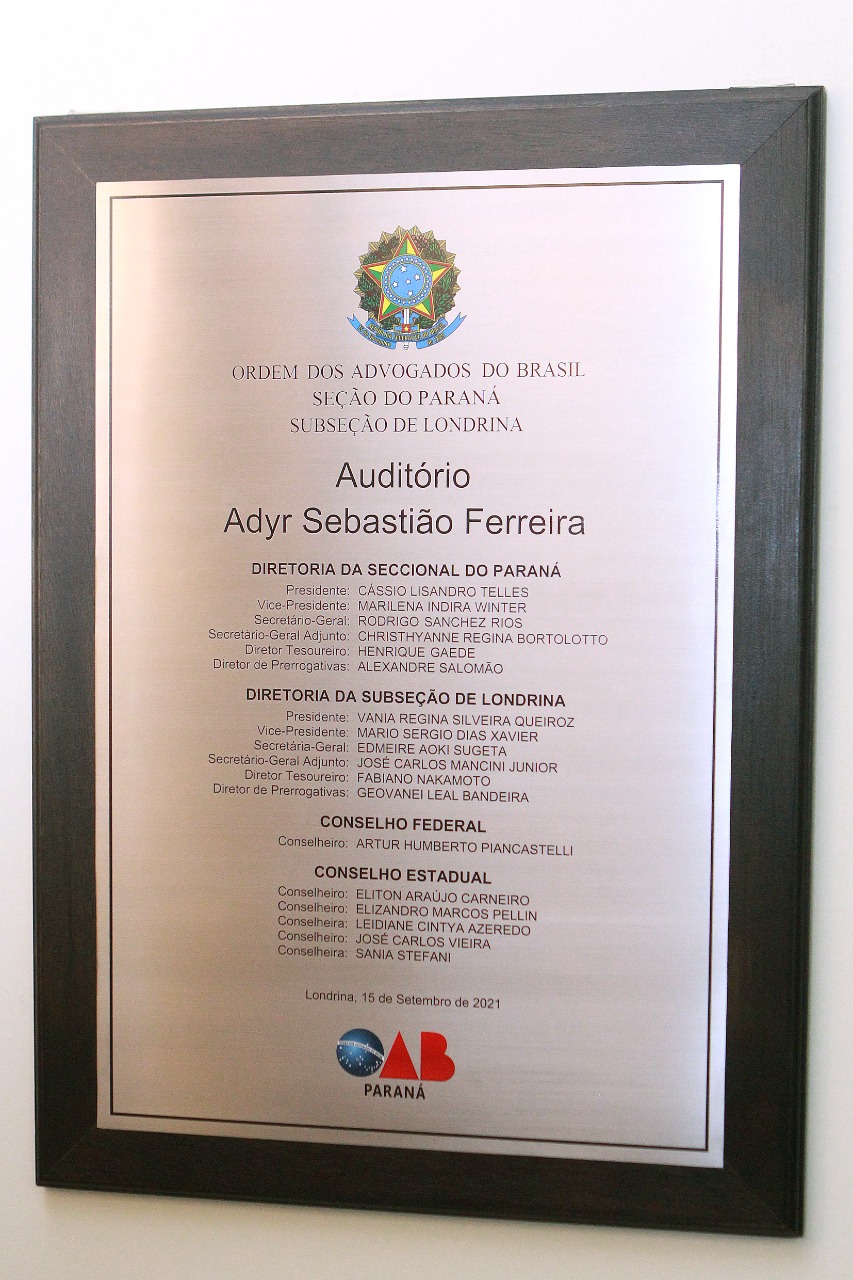 ORDEM DOS ADVOGADOS DO BRASIL
SEÇÃO DO PARANÁ
SUBSEÇÃO DE LONDRINA
Auditório
Adyr Sebastião Ferreira
DIRETORIA DA SECCIONAL DO PARANÁ
Presidente: CÁSSIO LISANDRO TELLES
Vice-Presidente: MARILENA INDIRA WINTER
Secretário-Geral: RODRIGO SANCHEZ RIOS
Secretário-Geral Adjunto: CHRISTHYANNE REGINA BORTOLOTTO
Diretor Tesoureiro: HENRIQUE GAEDE
Diretor de Prerrogativas: ALEXANDRE SALOMÃO
DIRETORIA DA SUBSEÇÃO DE LONDRINA
Presidente: VANIA REGINA SILVEIRA QUEIROZ
Vice-Presidente: MARIO SERGIO DIAS XAVIER
Secretária-Geral: EDMEIRE AOKI SUGETA
Secretário-Geral Adjunto: JOSÉ CARLOS MANCINI JUNIOR
Diretor Tesoureiro: FABIANO NAKAMOTO
Diretor de Prerrogativas: GEOVANEI LEAL BANDEIRA
CONSELHO FEDERAL
Conselheiro: ARTUR HUMBERTO PIANCASTELLI
CONSELHO ESTADUAL
Conselheiro: ELITON ARAÚJO CARNEIRO
Conselheiro: ELIZANDRO MARCOS PELLIN
Conselheira: LEIDIANE CINTYA AZEREDO
Conselheiro: JOSÉ CARLOS VIEIRA
Conselheira: SANIA STEFANI
Londrina, 15 de Setembro de 2021
OAB
PARANÁ